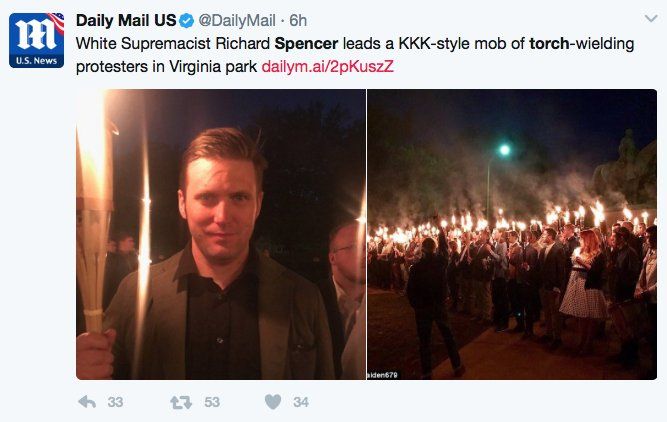 Daily Mail US @DailyMail · 6h
White Supremacist Richard Spencer leads a KKK-style mob of torch-wielding
protesters in Virginia park dailym.ai/2pKuszZ
m
U.S. News
aiden679
33 53 34